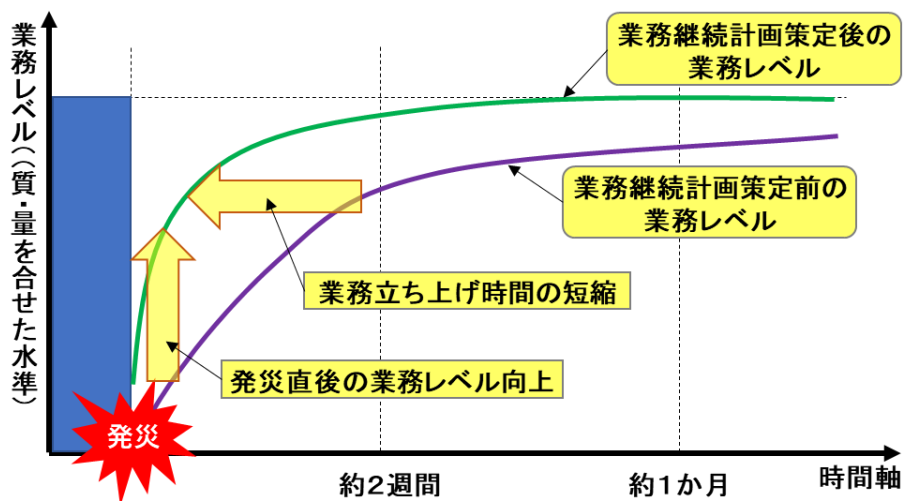 業務レベル((質・量を合せた水準)
業務継続計画策定後の
業務レベル
業務継続計画策定前の
業務レベル
業務立ち上げ時間の短縮
発災直後の業務レベル向上
発災
約2週間
約1か月
時間軸